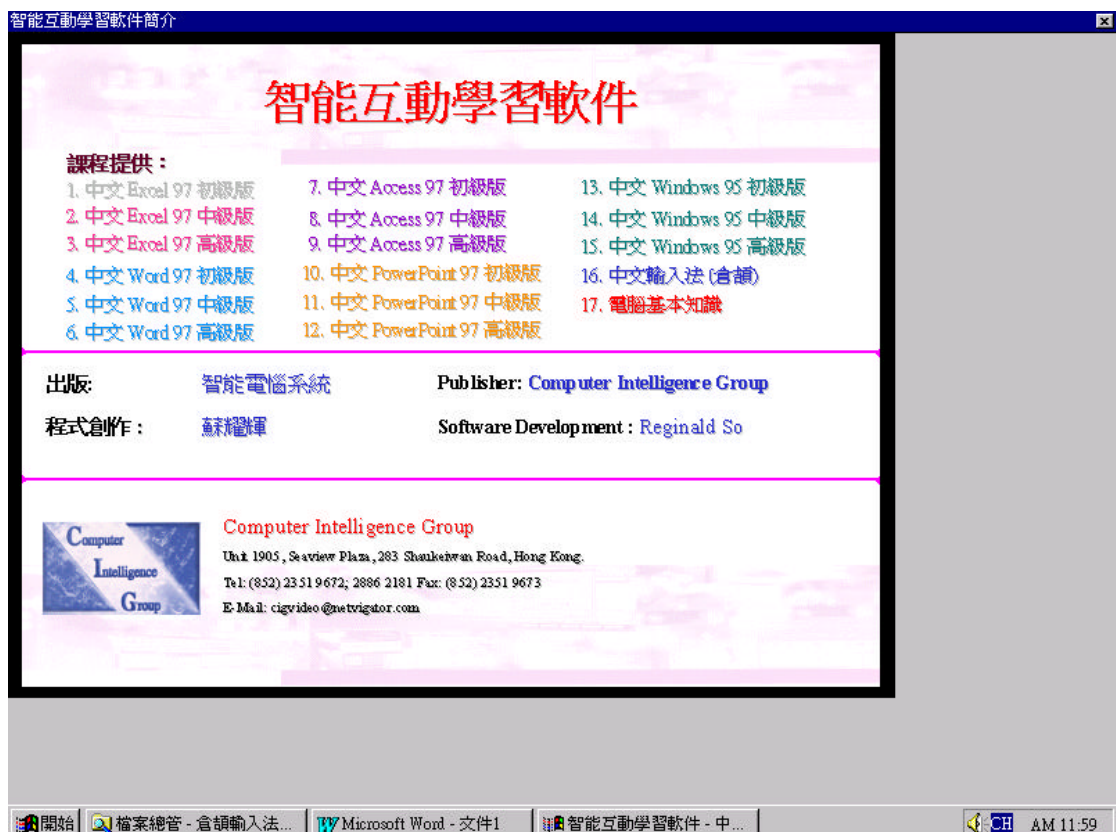 智能互動學習軟件簡介
智能互動學習軟件
課程提供：
1. 中文 Excel 97 初級版
2. 中文 Excel 97 中級版
3. 中文 Excel 97 高級版
4. 中文 Word 97 初級版
5. 中文 Word 97 中級版
6. 中文 Word 97 高級版
7. 中文 Access 97 初級版
8. 中文 Access 97 中級版
9. 中文 Access 97 高級版
10. 中文 PowerPoint 97 初級版
11. 中文 PowerPoint 97 中級版
12. 中文 PowerPoint 97 高級版
13. 中文 Windows 95 初級版
14. 中文 Windows 95 中級版
15. 中文 Windows 95 高級版
16. 中文輸入法 (倉頡)
17. 電腦基本知識
出版: 智能電惱系統 Publisher: Computer Intelligence Group
程式創作： 蘇耀輝 Software Development : Reginald So
Computer
Intelligence
Group
Computer Intelligence Group
Unit 1905, Seaview Plaza, 283 Shaukeiwan Road, Hong Kong.
Tel: (852) 2351 9672; 2886 2181 Fax: (852) 2351 9673
E-Mail: cigvideo@netvigator.com
開始 檔案總管 - 倉頡輸入法... Microsoft Word - 文件1 智能互動學習軟件 - 中... CH AM 11:59